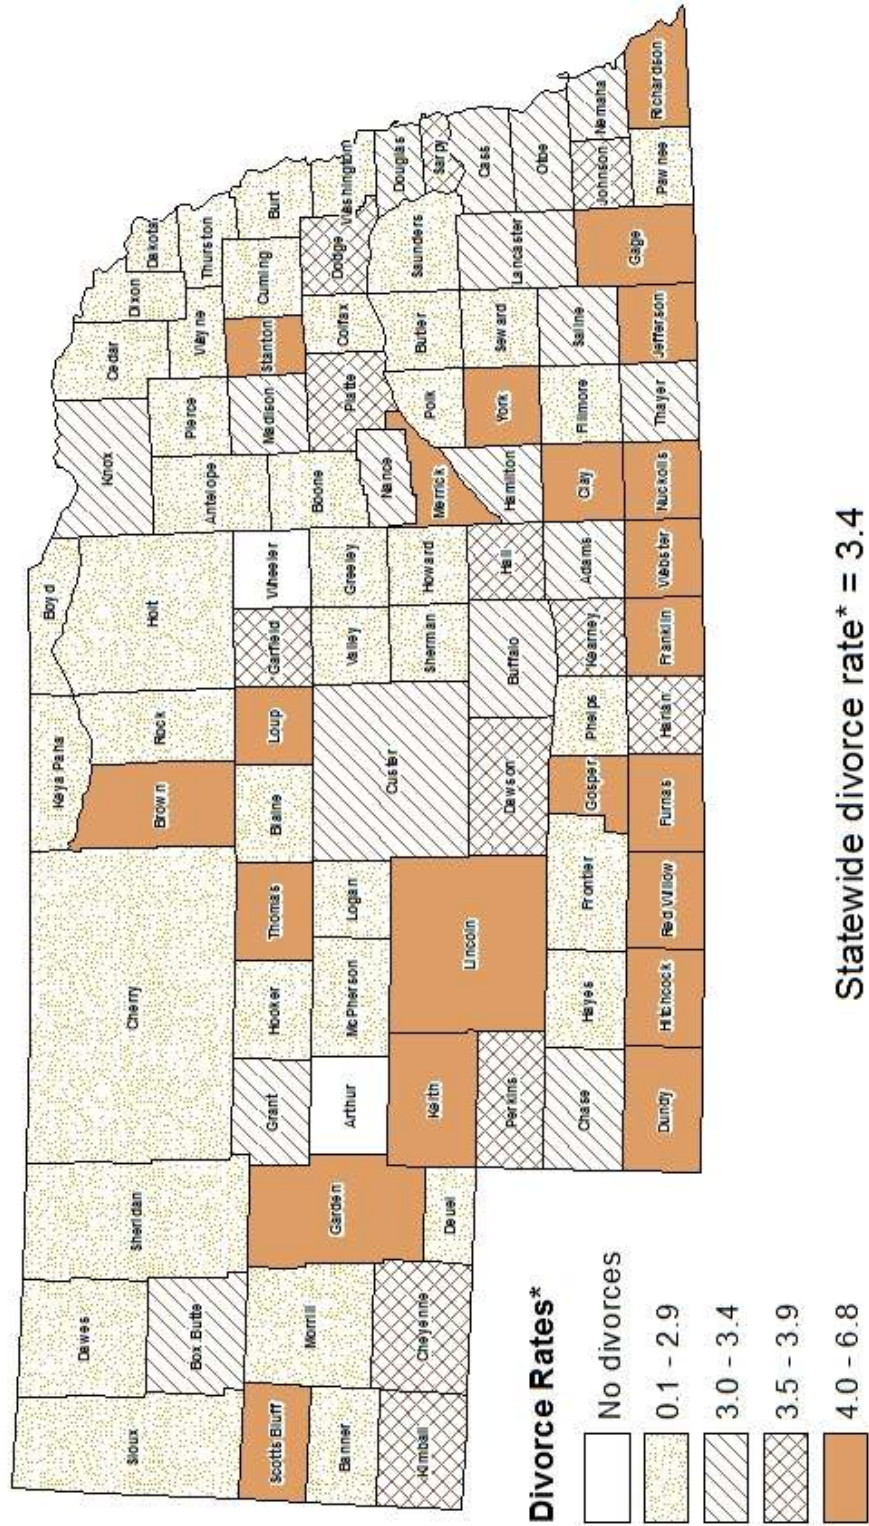 Sioux
Dawes
Box Butte
Sheridan
Scotts Bluff
Banner
Kimball
Morrill
Cheyenne
Garden
Deuel
Cherry
Grant
Hooker
Thomas
Arthur
McPherson
Logan
Keith
Lincoln
Perkins
Chase
Hayes
Frontier
Dundy
Hitchcock
Red Willow
Furnas
Gosper
Keya Paha
Brown
Rock
Boyd
Holt
Blaine
Loup
Garfield
Wheeler
Custer
Valley
Greeley
Sherman
Howard
Dawson
Buffalo
Hall
Phelps
Kearney
Adams
Harlan
Franklin
Webster
Knox
Antelope
Boone
Nance
Merrick
Hamilton
Clay
Nuckolls
Cedar
Pierce
Madison
Platte
Polk
York
Fillmore
Thayer
Dixon
Dakota
Wayne
Thurston
Stanton
Cuming
Burt
Colfax
Dodge
Washington
Butler
Saunders
Douglas
Sarpy
Seward
Lancaster
Cass
Otoe
Saline
Jefferson
Gage
Johnson
Nemaha
Pawnee
Richardson
Divorce Rates*
No divorces
0.1 - 2.9
3.0 - 3.4
3.5 - 3.9
4.0 - 6.8
Statewide divorce rate* = 3.4